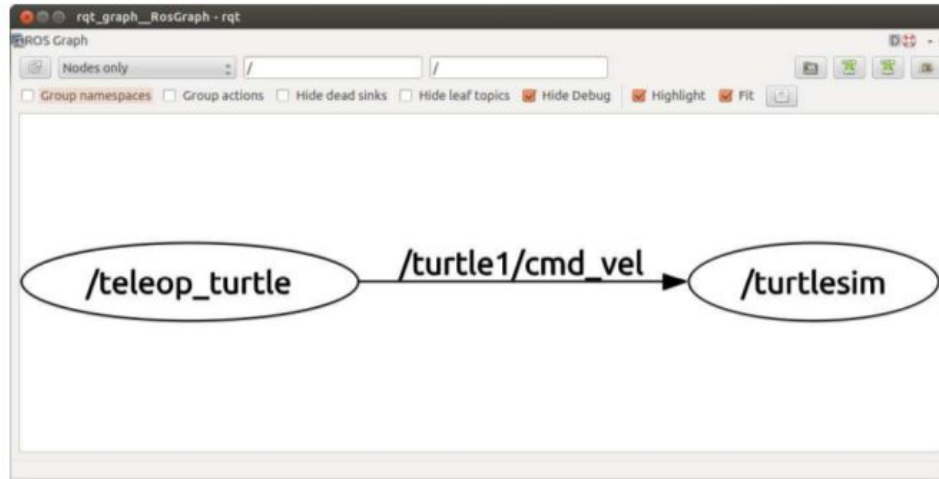 rqt_graph__RosGraph - rqt
ROS Graph
D
-
Nodes only
/
/
Group namespaces
Group actions
Hide dead sinks
Hide leaf topics
Hide Debug
Highlight
Fit
/teleop_turtle
/turtle1/cmd_vel
/turtlesim